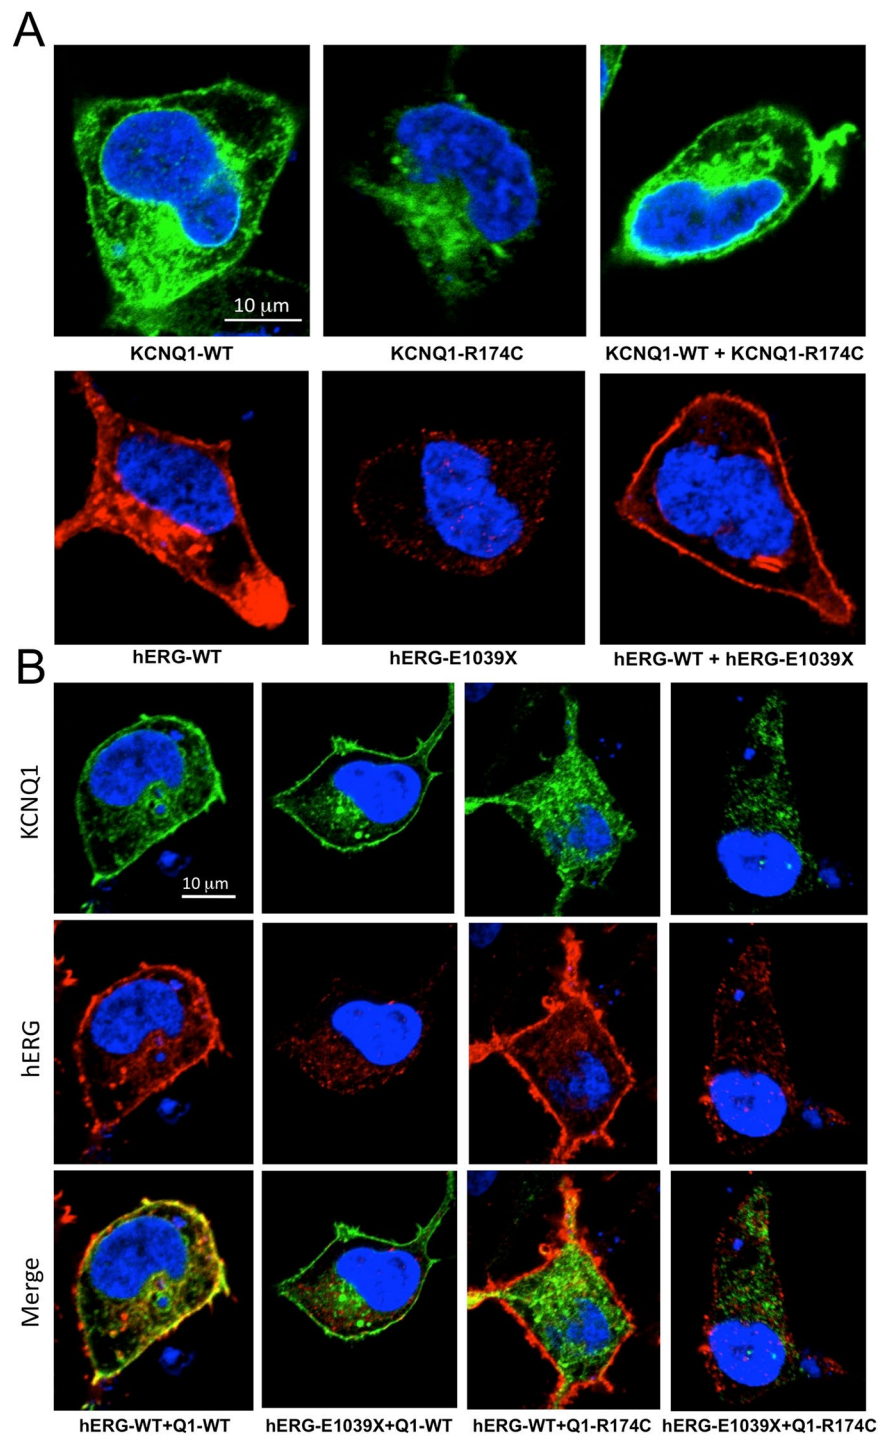 A
10 μm
KCNQ1-WT
KCNQ1-R174C
KCNQ1-WT + KCNQ1-R174C
hERG-WT
hERG-E1039X
hERG-WT + hERG-E1039X
B
KCNQ1
10 μm
hERG
Merge
hERG-WT+Q1-WT
hERG-E1039X+Q1-WT
hERG-WT+Q1-R174C
hERG-E1039X+Q1-R174C